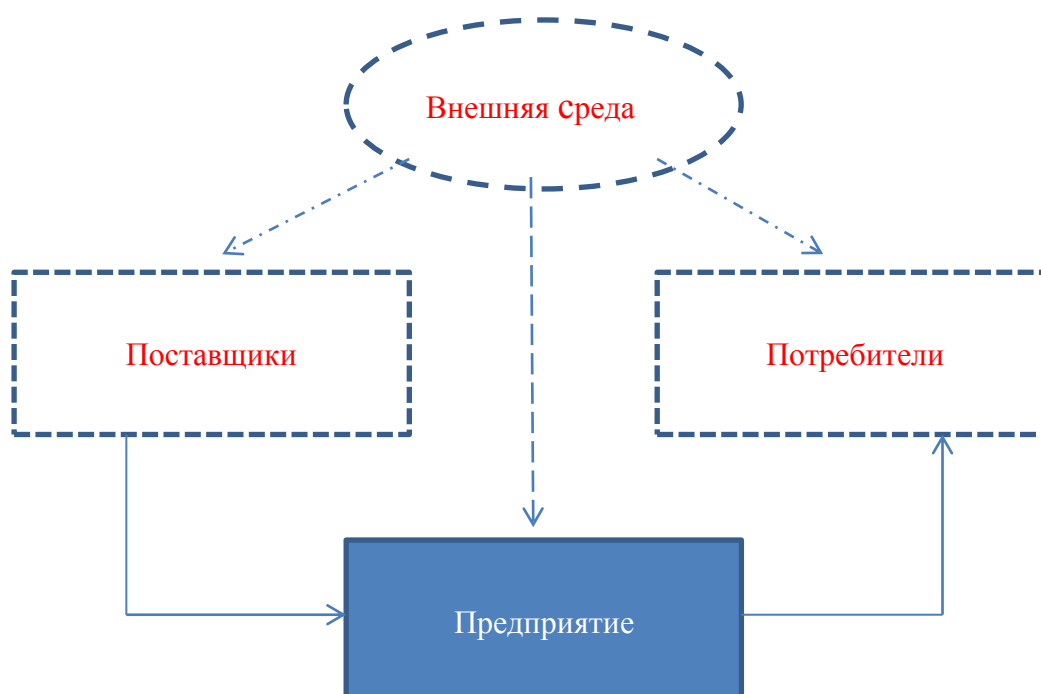 Внешняя среда
Поставщики
Потребители
Предприятие